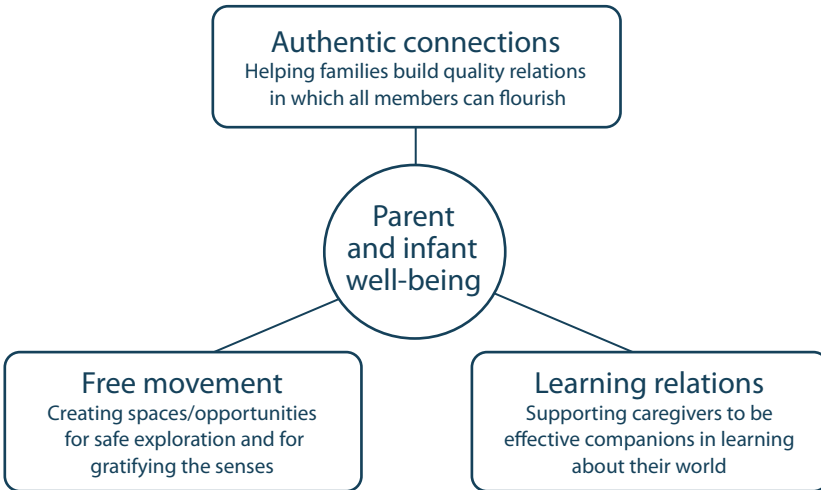 Authentic connections
Helping families build quality relations
in which all members can flourish
Parent
and infant
well-being
Free movement
Creating spaces/opportunities
for safe exploration and for
gratifying the senses
Learning relations
Supporting caregivers to be
effective companions in learning
about their world